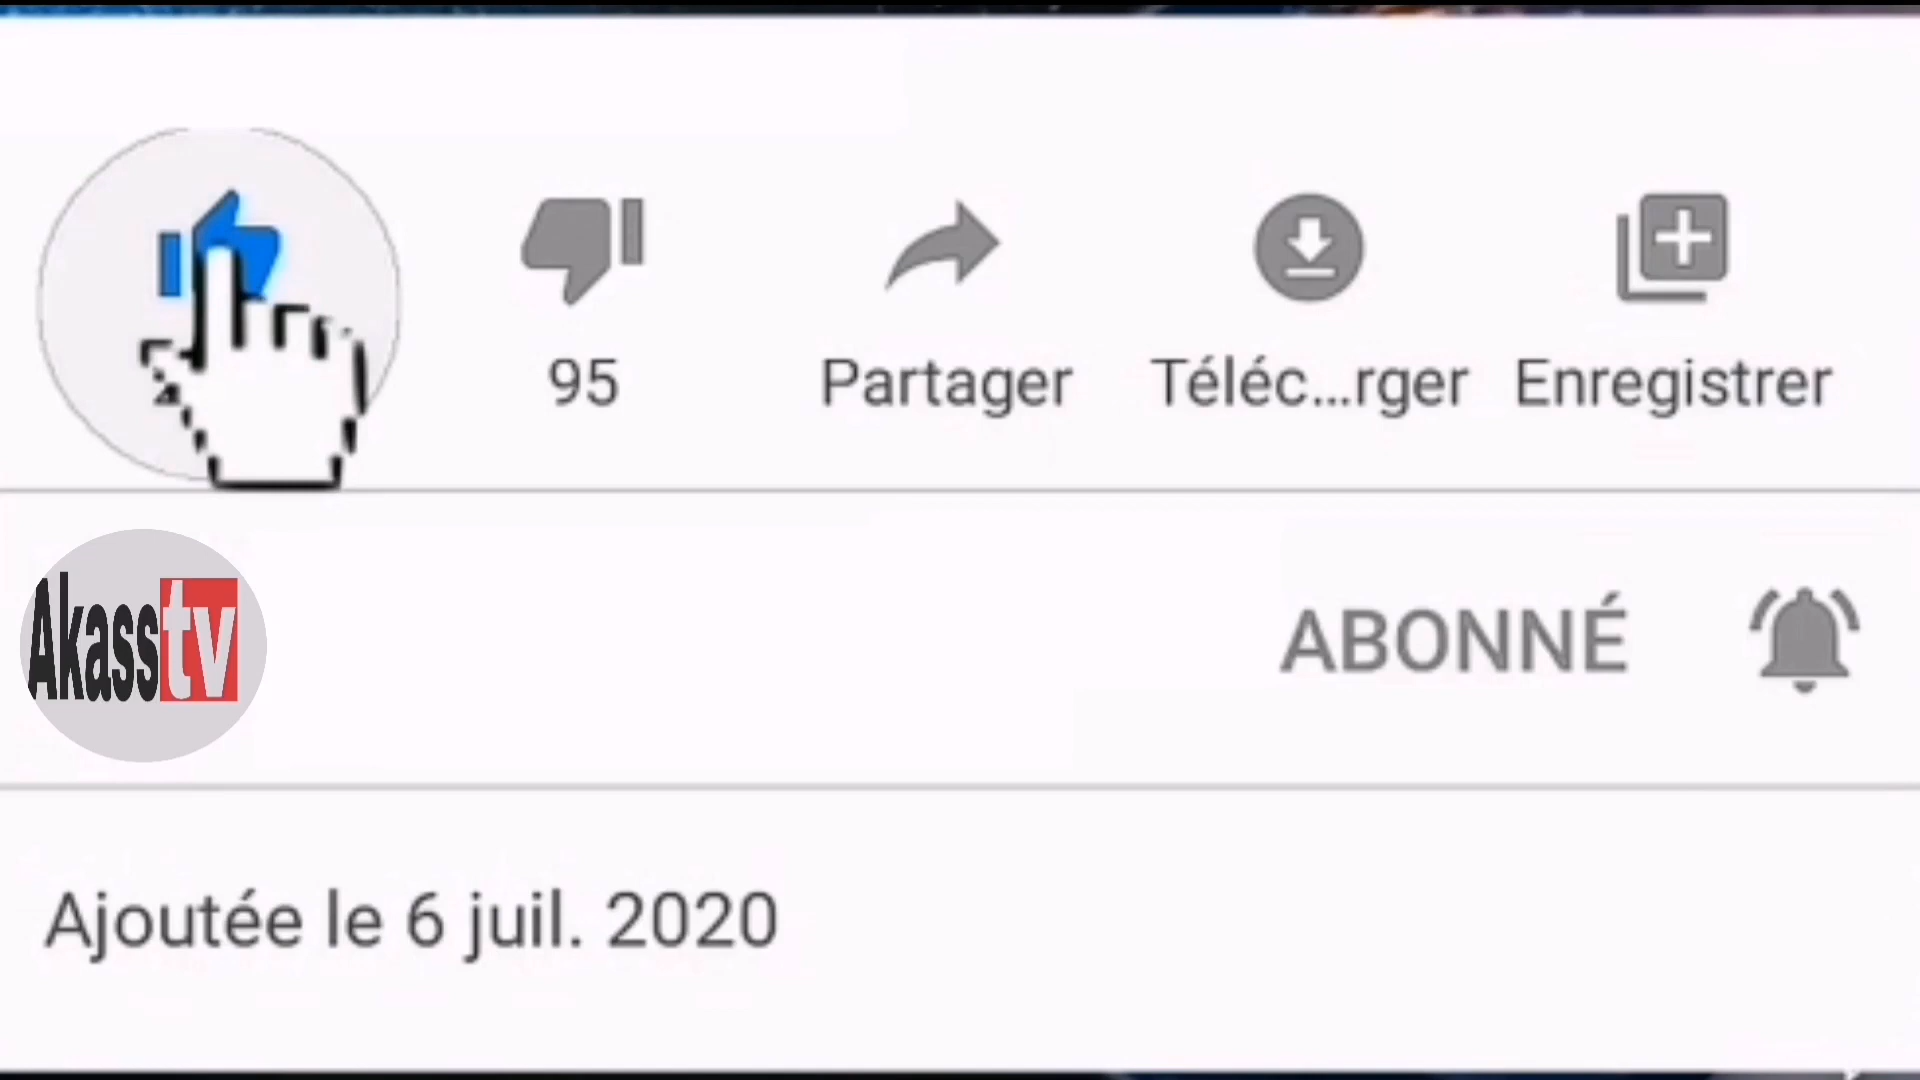 95
Partager
Téléc...rger
Enregistrer
Akasstv
ABONNÉ
Ajoutée le 6 juil. 2020